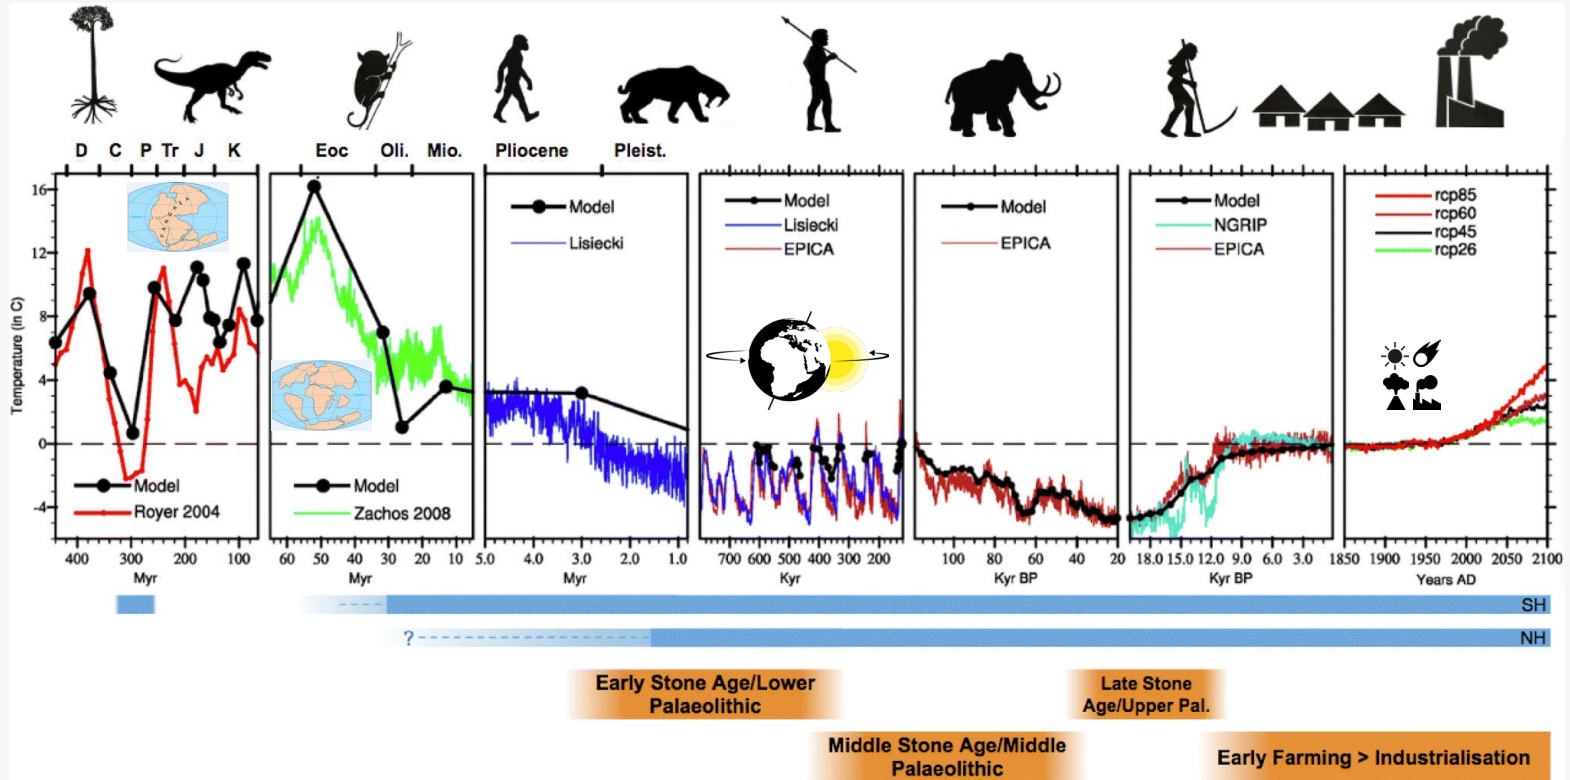 D C P Tr J K
Eoc Oli. Mio.
Pliocene Pleist.
Temperature (in C)
16
12
8
4
0
-4
PANGAEA
Model
Royer 2004
400 300 200 100
Myr
Model
Zachos 2008
60 50 40 30 20 10
Myr
Model
Lisiecki
5.0 4.0 3.0 2.0 1.0
Myr
Model
Lisiecki
EPICA
700 600 500 400 300 200
Kyr
Model
EPICA
100 80 60 40 20
Kyr BP
Model
NGRIP
EPICA
18.0 15.0 12.0 9.0 6.0 3.0
Kyr BP
rcp85
rcp60
rcp45
rcp26
1850 1900 1950 2000 2050 2100
Years AD
SH
? NH
Early Stone Age/Lower
Palaeolithic
Late Stone
Age/Upper Pal.
Middle Stone Age/Middle
Palaeolithic
Early Farming > Industrialisation